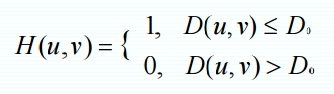 H(u,v) = { 1, D(u,v) ≤ D₀
0, D(u,v) > D₀